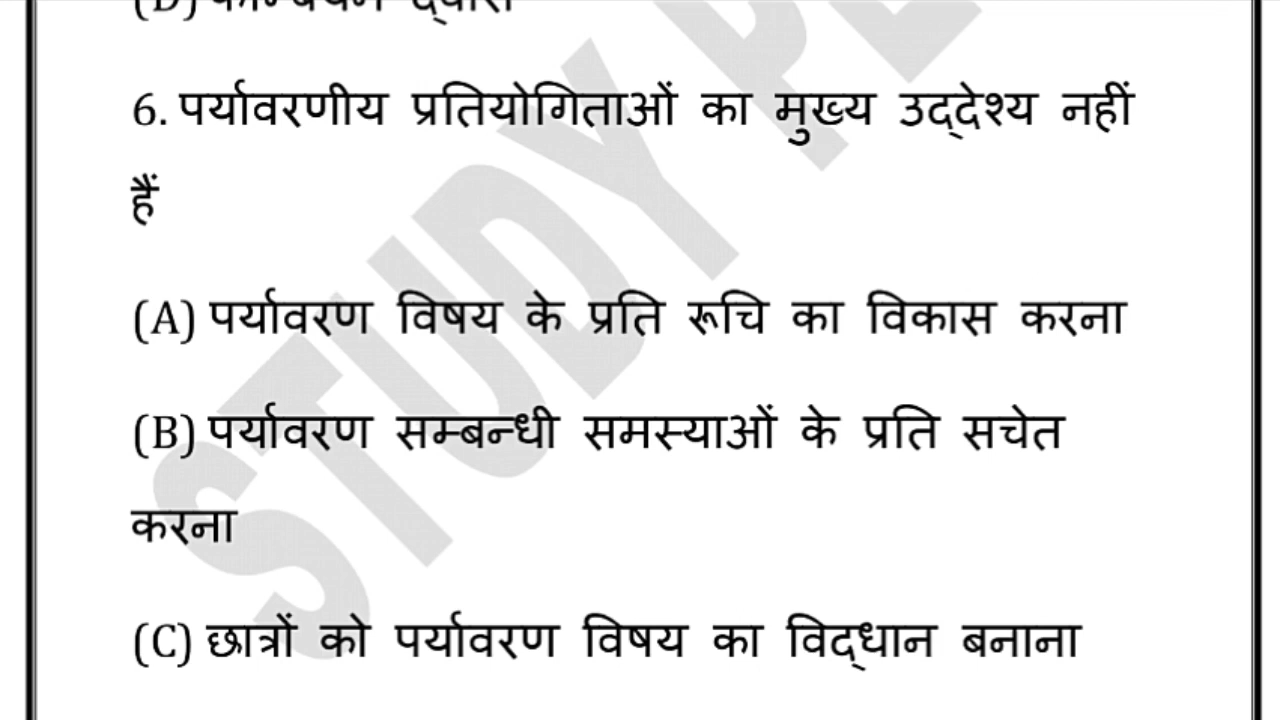 6. पर्यावरणीय प्रतियोगिताओं का मुख्य उद्देश्य नहीं
हैं
(A) पर्यावरण विषय के प्रति रूचि का विकास करना
(B) पर्यावरण सम्बन्धी समस्याओं के प्रति सचेत
करना
(C) छात्रों को पर्यावरण विषय का विद्धान बनाना
STUDY